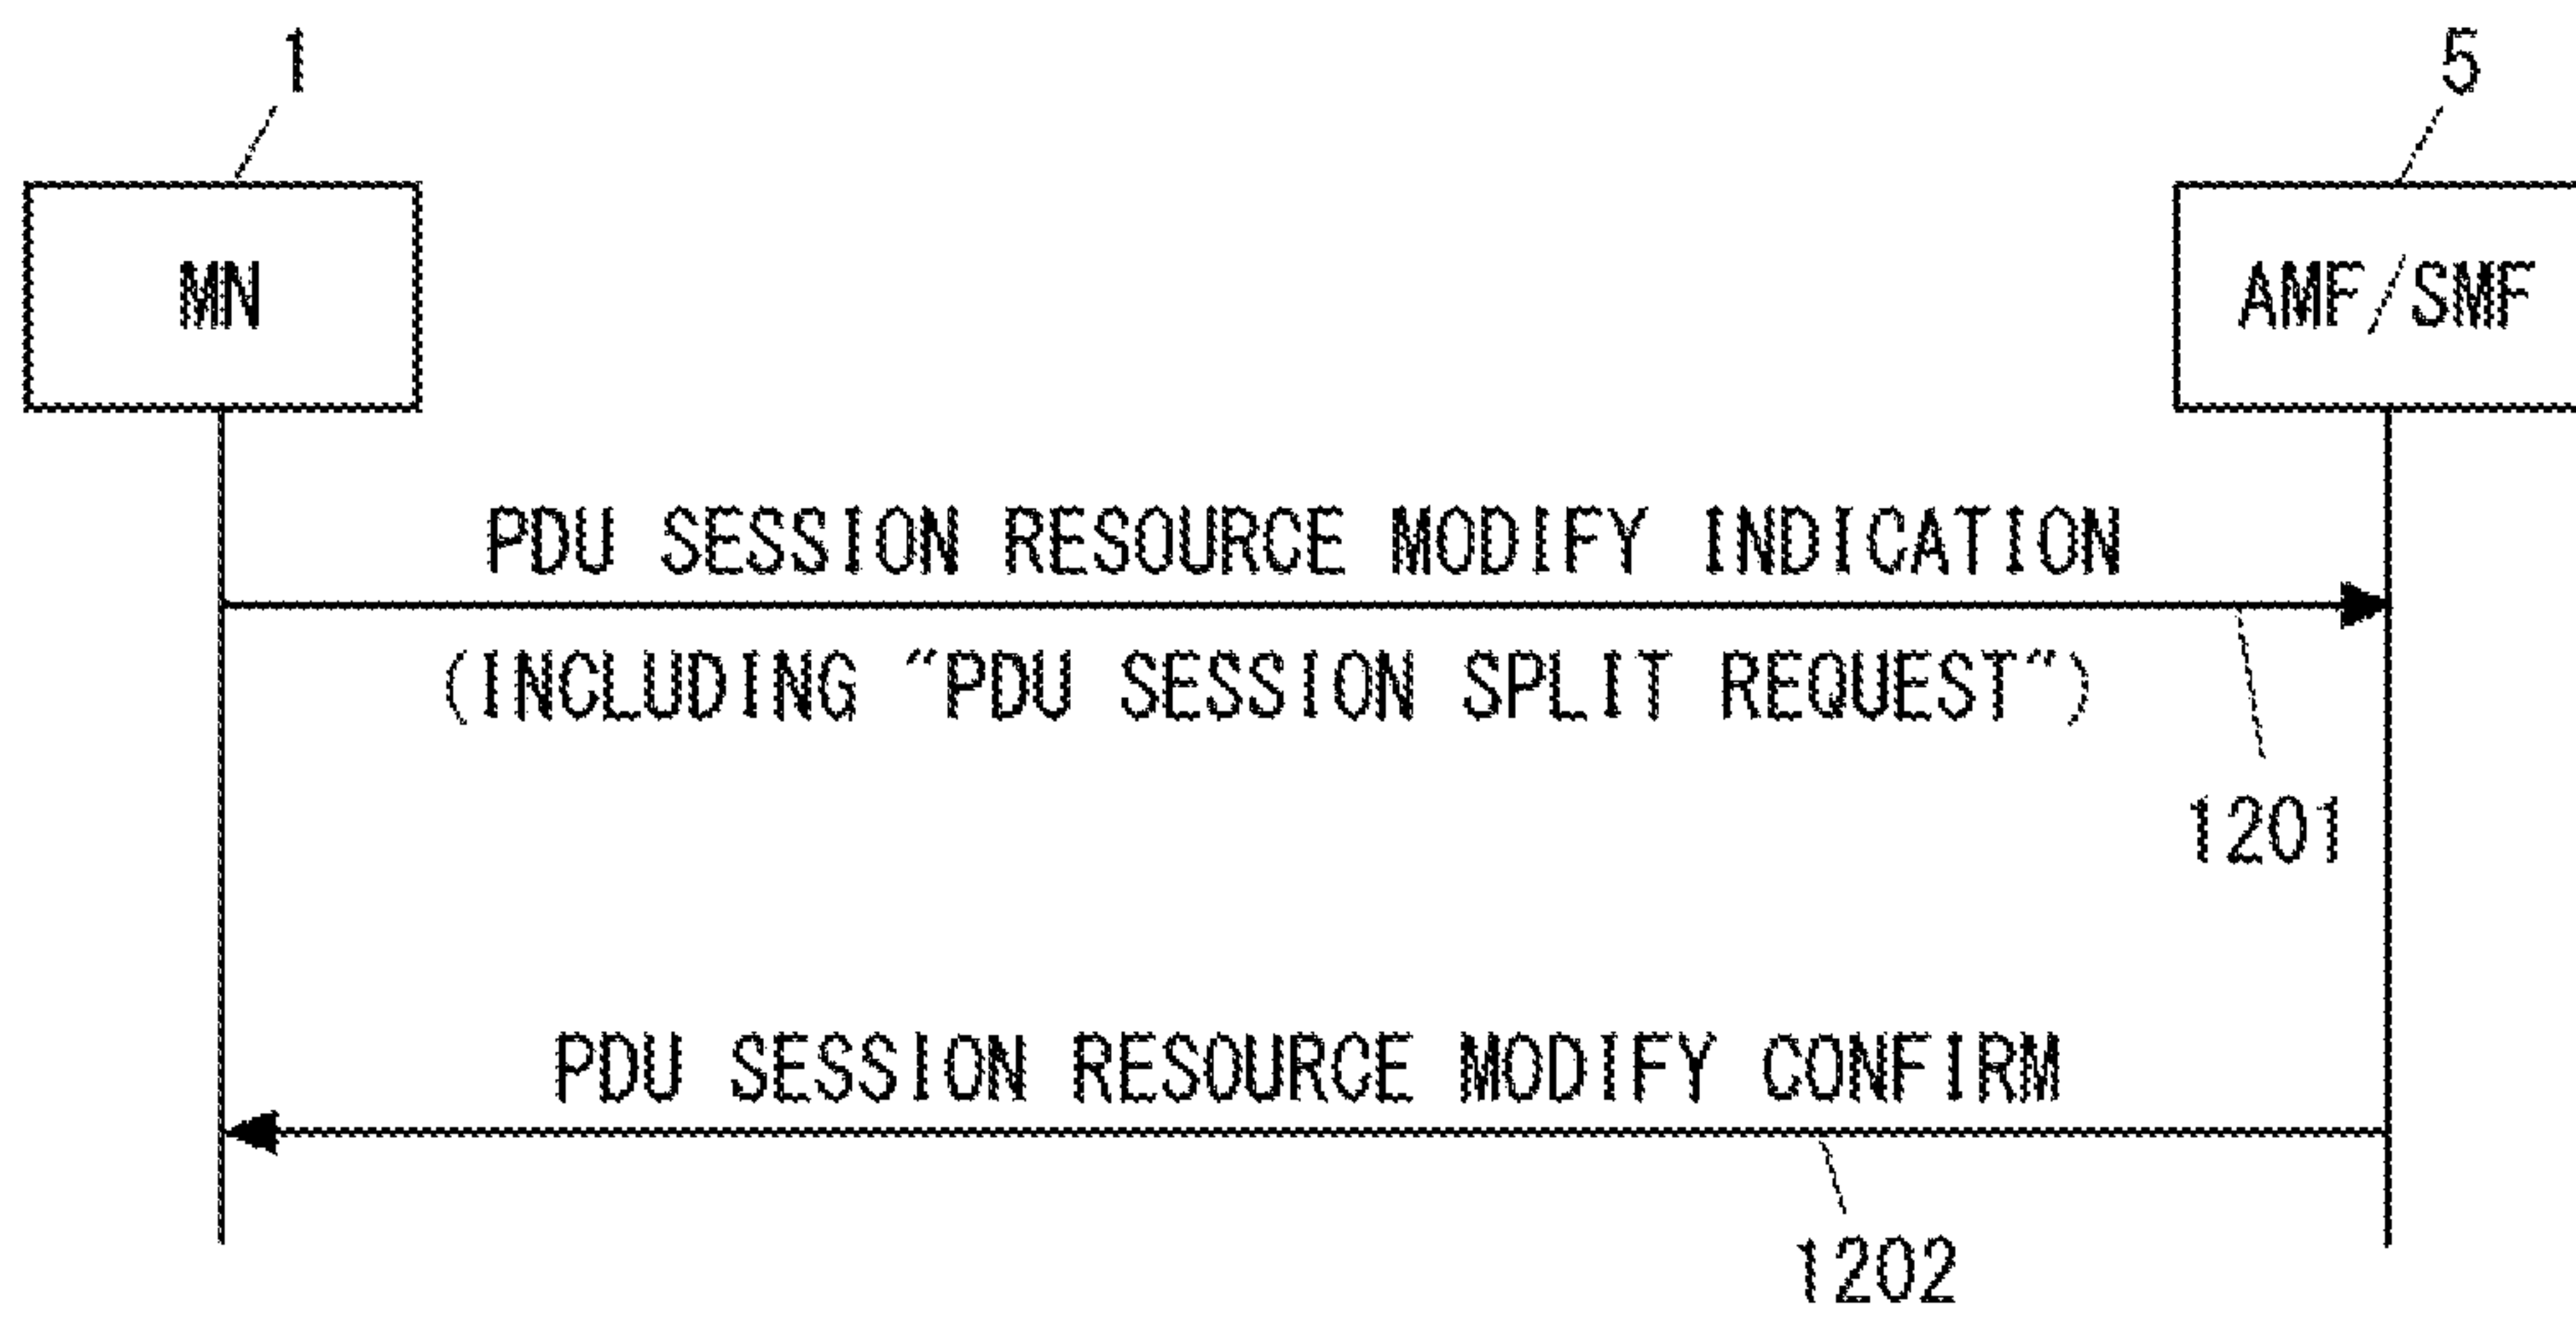 1
5
MN
AMF/SMF
PDU SESSION RESOURCE MODIFY INDICATION
(INCLUDING "PDU SESSION SPLIT REQUEST")
1201
PDU SESSION RESOURCE MODIFY CONFIRM
1202